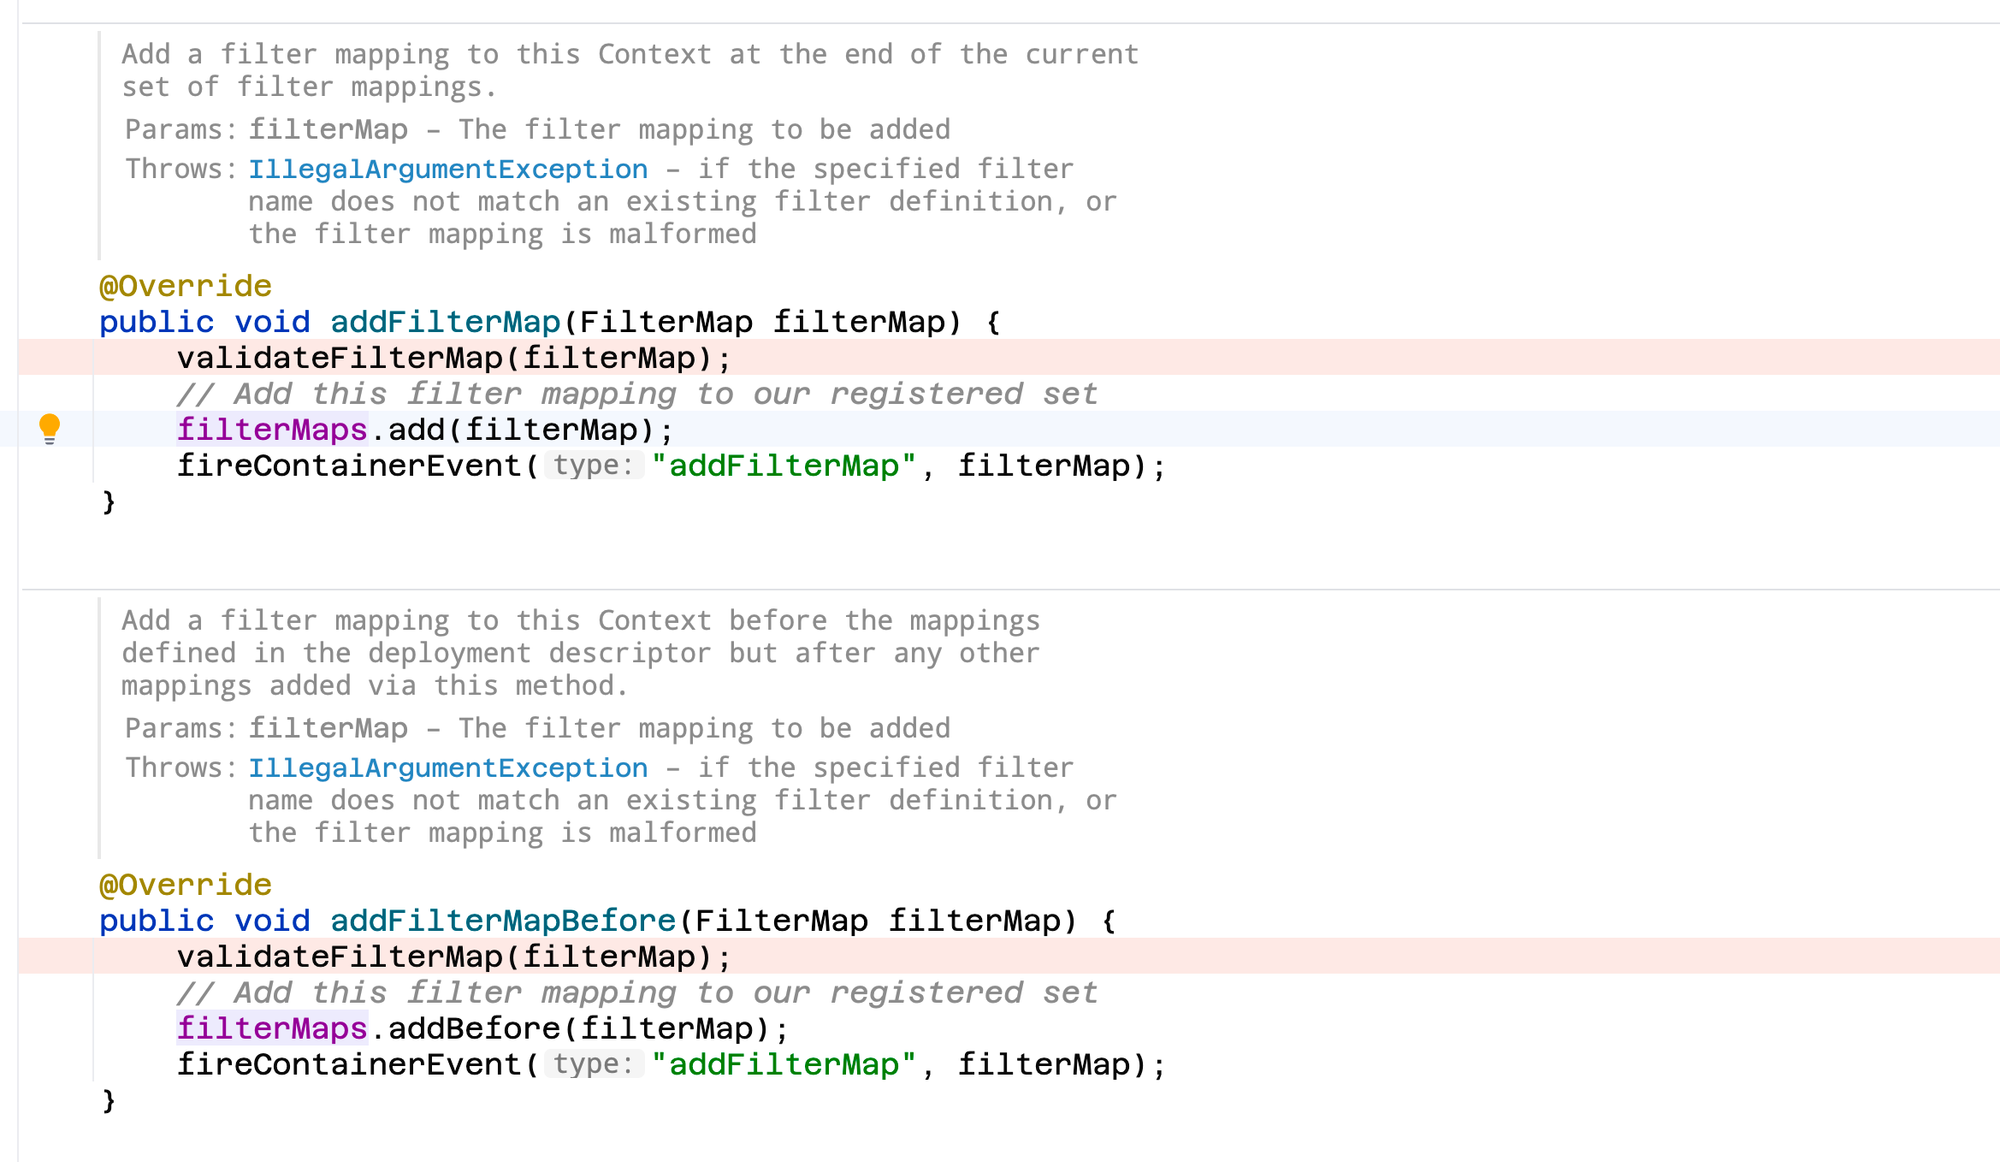 Add a filter mapping to this Context at the end of the current
set of filter mappings.
Params: filterMap – The filter mapping to be added
Throws: IllegalArgumentException – if the specified filter
name does not match an existing filter definition, or
the filter mapping is malformed
@Override
public void addFilterMap(FilterMap filterMap) {
    validateFilterMap(filterMap);
    // Add this filter mapping to our registered set
    filterMaps.add(filterMap);
    fireContainerEvent( type: "addFilterMap", filterMap);
}
Add a filter mapping to this Context before the mappings
defined in the deployment descriptor but after any other
mappings added via this method.
Params: filterMap – The filter mapping to be added
Throws: IllegalArgumentException – if the specified filter
name does not match an existing filter definition, or
the filter mapping is malformed
@Override
public void addFilterMapBefore(FilterMap filterMap) {
    validateFilterMap(filterMap);
    // Add this filter mapping to our registered set
    filterMaps.addBefore(filterMap);
    fireContainerEvent( type: "addFilterMap", filterMap);
}